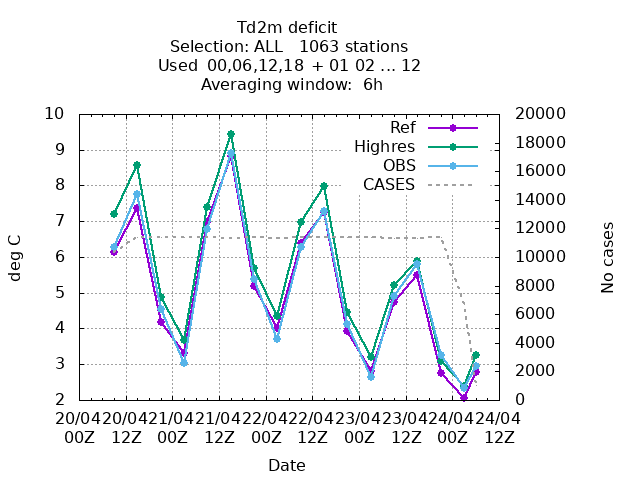 Td2m deficit
Selection: ALL   1063 stations
Used  00,06,12,18  + 01 02 ... 12
Averaging window:  6h
10
9
8
7
6
5
4
3
2
deg C
20000
18000
16000
14000
12000
10000
8000
6000
4000
2000
0
No cases
Ref
Highres
OBS
CASES
20/04 20/04 21/04 21/04 22/04 22/04 23/04 23/04 24/04 24/04
00Z 12Z 00Z 12Z 00Z 12Z 00Z 12Z 00Z 12Z
Date